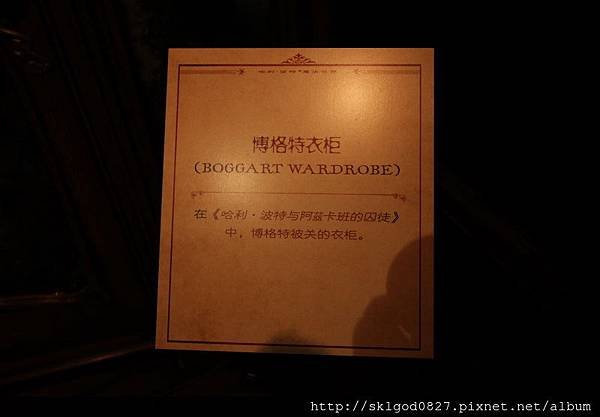 博格特衣柜
(BOGGART WARDROBE)
在《哈利·波特与阿兹卡班的囚徒》
中，博格特被关的衣柜。
http://sklgod0827.pixnet.net/album